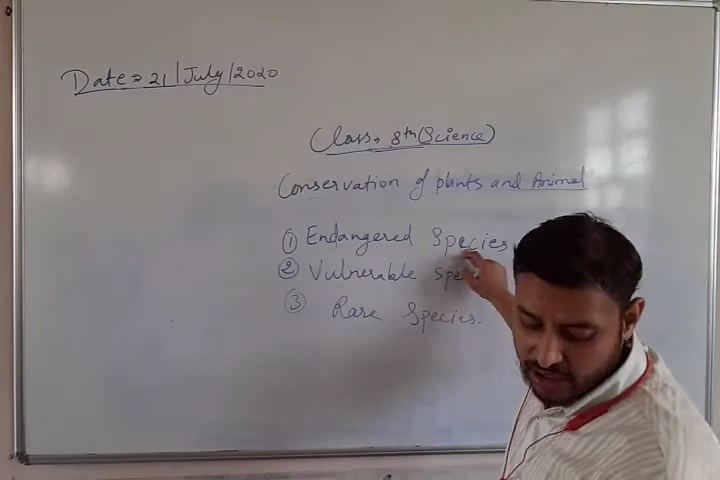 Date=> 21/July/2020
Class=> 8th (Science)
Conservation of plants and Animal
① Endangered Species
② Vulnerable Spe
③ Rare Species.